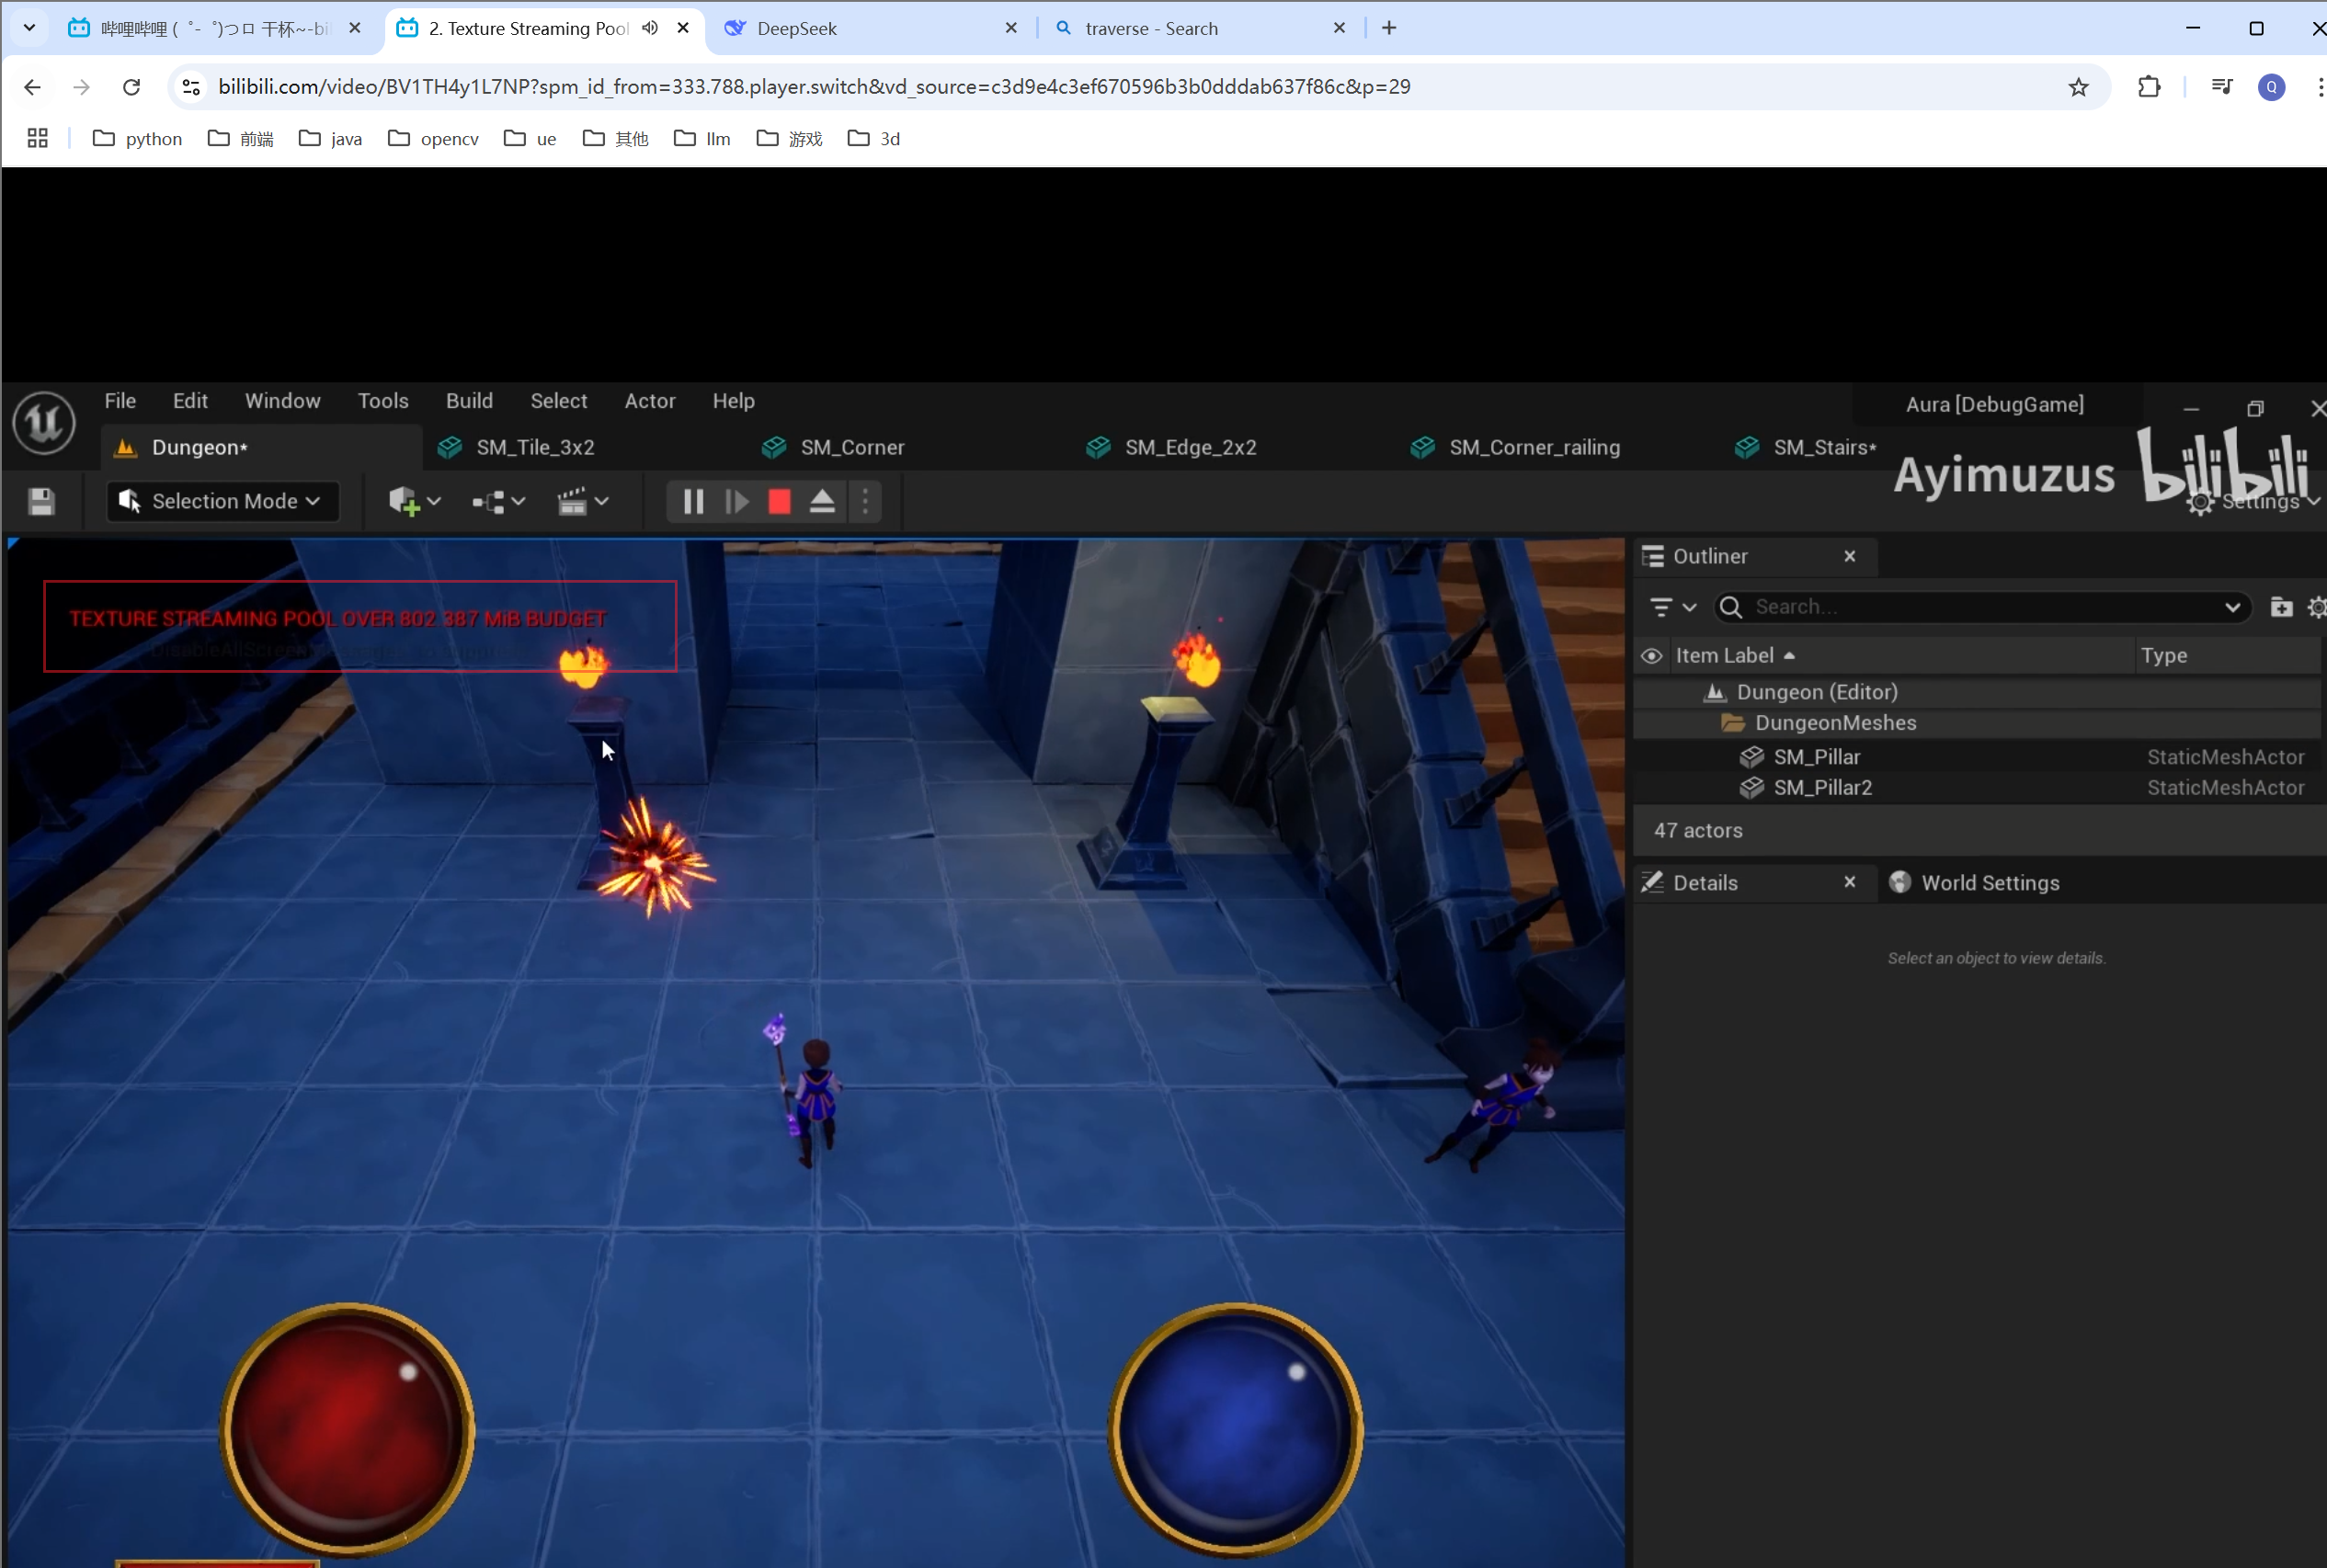 哔哩哔哩 (゜-゜)つロ 干杯~-bi
2. Texture Streaming Pool
DeepSeek
traverse - Search
bilibili.com/video/BV1TH4y1L7NP?spm_id_from=333.788.player.switch&vd_source=c3d9e4c3ef670596b3b0dddab637f86c&p=29
Q
python 前端 java opencv ue 其他 llm 游戏 3d
File Edit Window Tools Build Select Actor Help
Aura [DebugGame]
Dungeon* SM_Tile_3x2 SM_Corner SM_Edge_2x2 SM_Corner_railing SM_Stairs*
Ayimuzus bilibili
Selection Mode
Settings
Outliner
TEXTURE STREAMING POOL OVER 802.387 MiB BUDGET
Search...
Item Label Type
Dungeon (Editor)
DungeonMeshes
SM_Pillar StaticMeshActor
SM_Pillar2 StaticMeshActor
47 actors
Details World Settings
Select an object to view details.